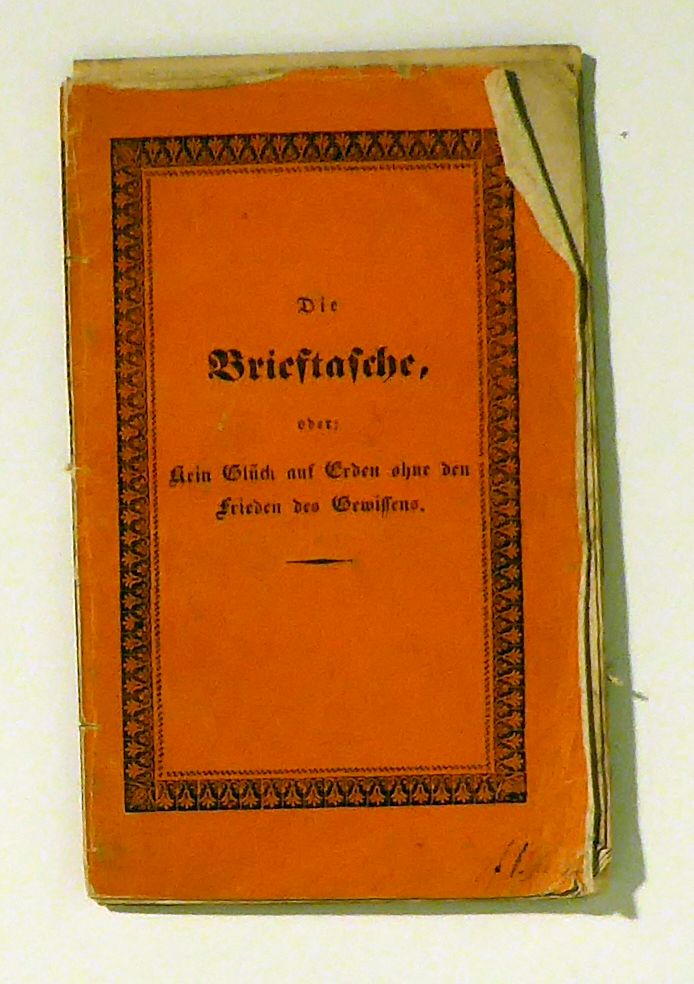 Die
Brieftasche,
oder:
Kein Glück auf Erden ohne den
Frieden des Gewissens.